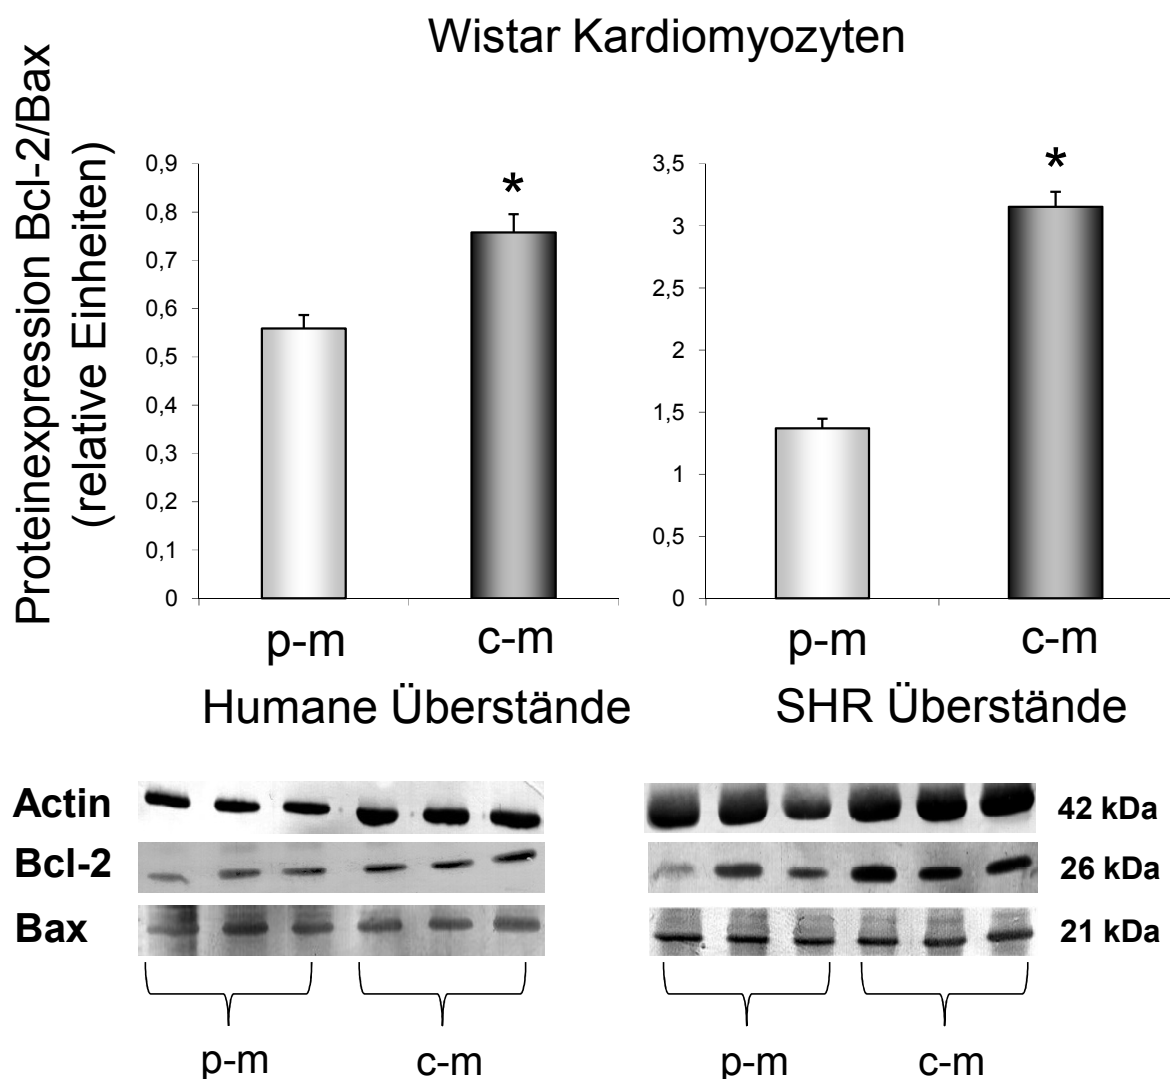 Wistar Kardiomyozyten
Proteinexpression Bcl-2/Bax
(relative Einheiten)
0,9
0,8
0,7
0,6
0,5
0,4
0,3
0,2
0,1
0
*
p-m
c-m
Humane Überstände
3,5
3
2,5
2
1,5
1
0,5
0
*
p-m
c-m
SHR Überstände
Actin
42 kDa
Bcl-2
26 kDa
Bax
21 kDa
p-m
c-m
p-m
c-m